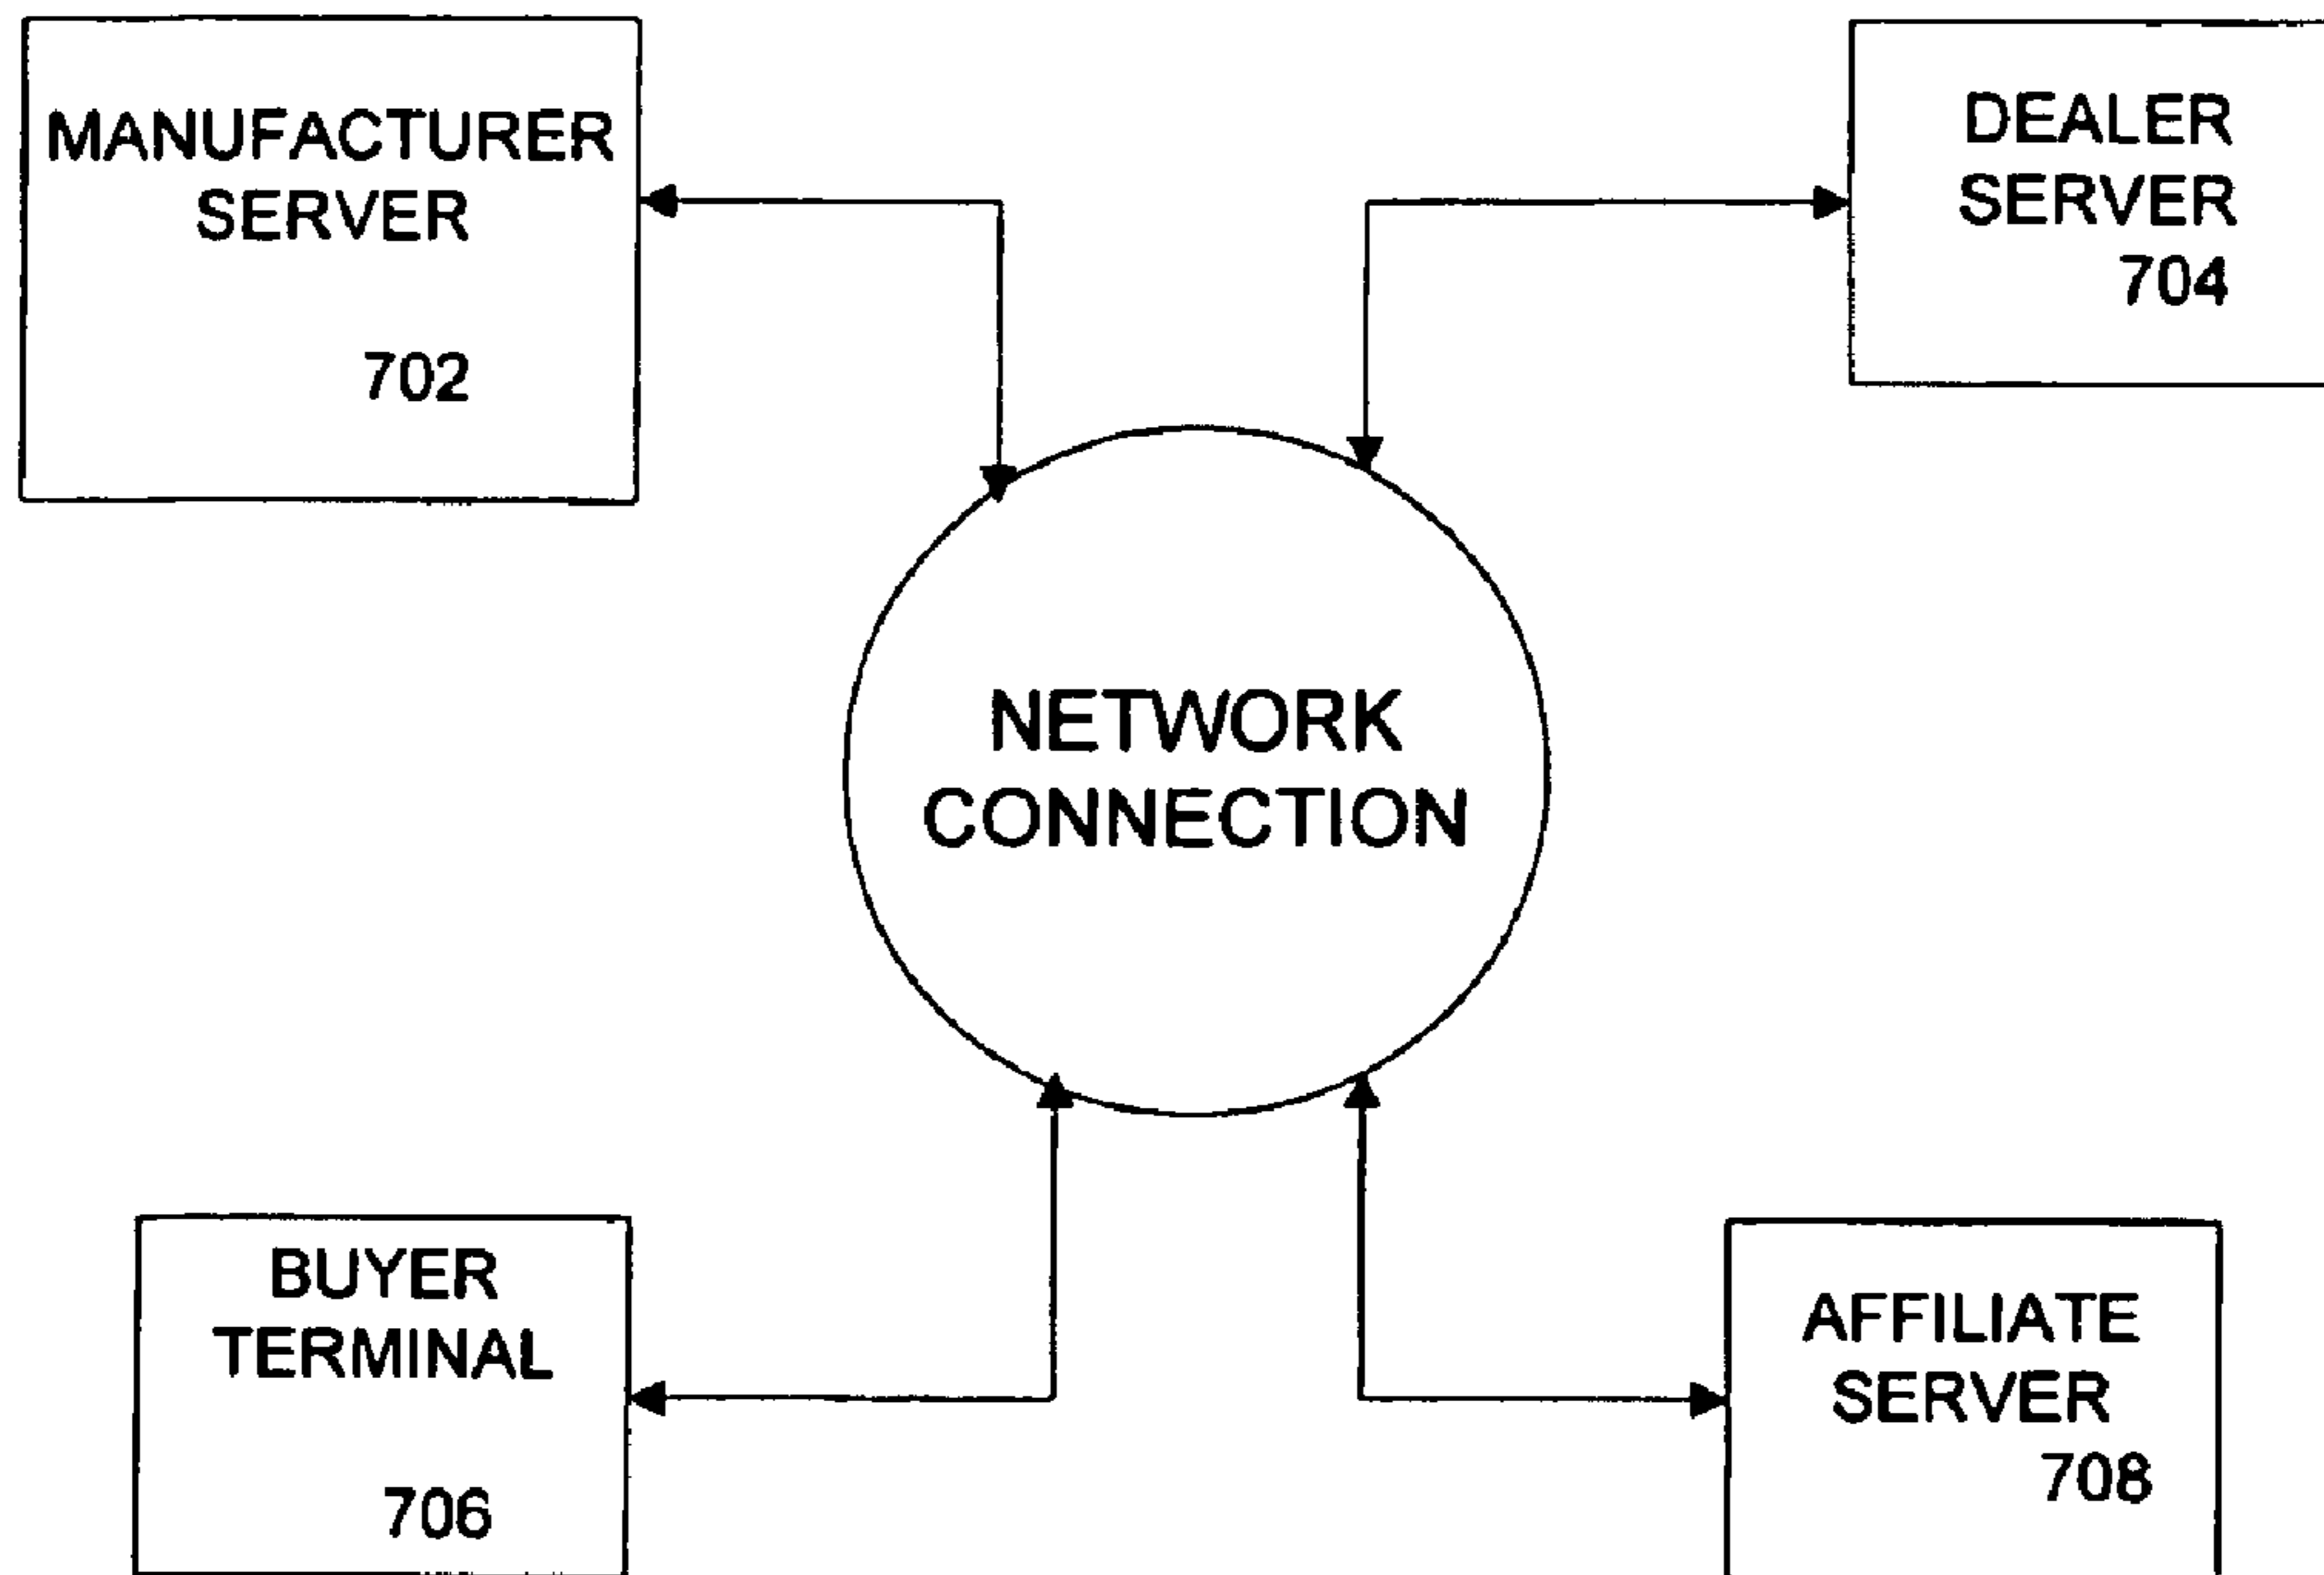 MANUFACTURER
SERVER
702
DEALER
SERVER
704
NETWORK
CONNECTION
BUYER
TERMINAL
706
AFFILIATE
SERVER
708